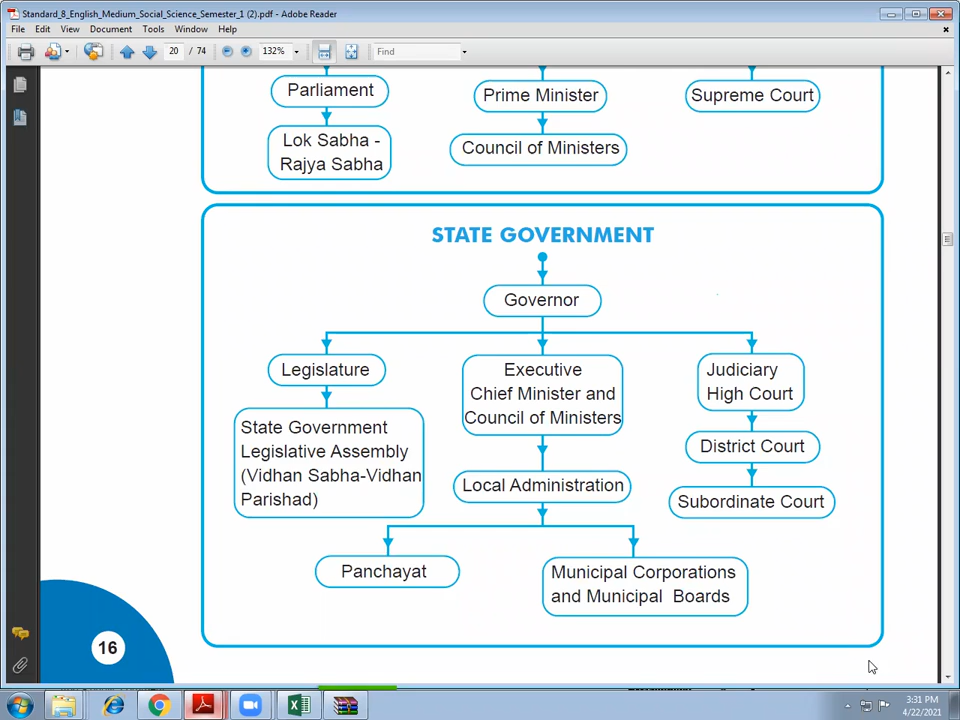 Standard_8_English_Medium_Social_Science_Semester_1 (2).pdf - Adobe Reader
File Edit View Document Tools Window Help
20 / 74 132% Find
Parliament
Prime Minister
Supreme Court
Lok Sabha -
Rajya Sabha
Council of Ministers
STATE GOVERNMENT
Governor
Legislature
State Government
Legislative Assembly
(Vidhan Sabha-Vidhan
Parishad)
Executive
Chief Minister and
Council of Ministers
Local Administration
Judiciary
High Court
District Court
Subordinate Court
Panchayat
Municipal Corporations
and Municipal Boards
16
3:31 PM
4/22/2021